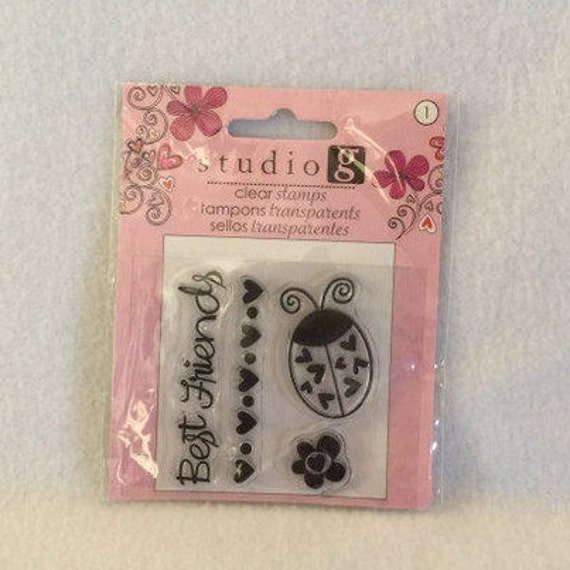 1
studio g
clear stamps
tampons transparents
sellos transparentes
Best Friends